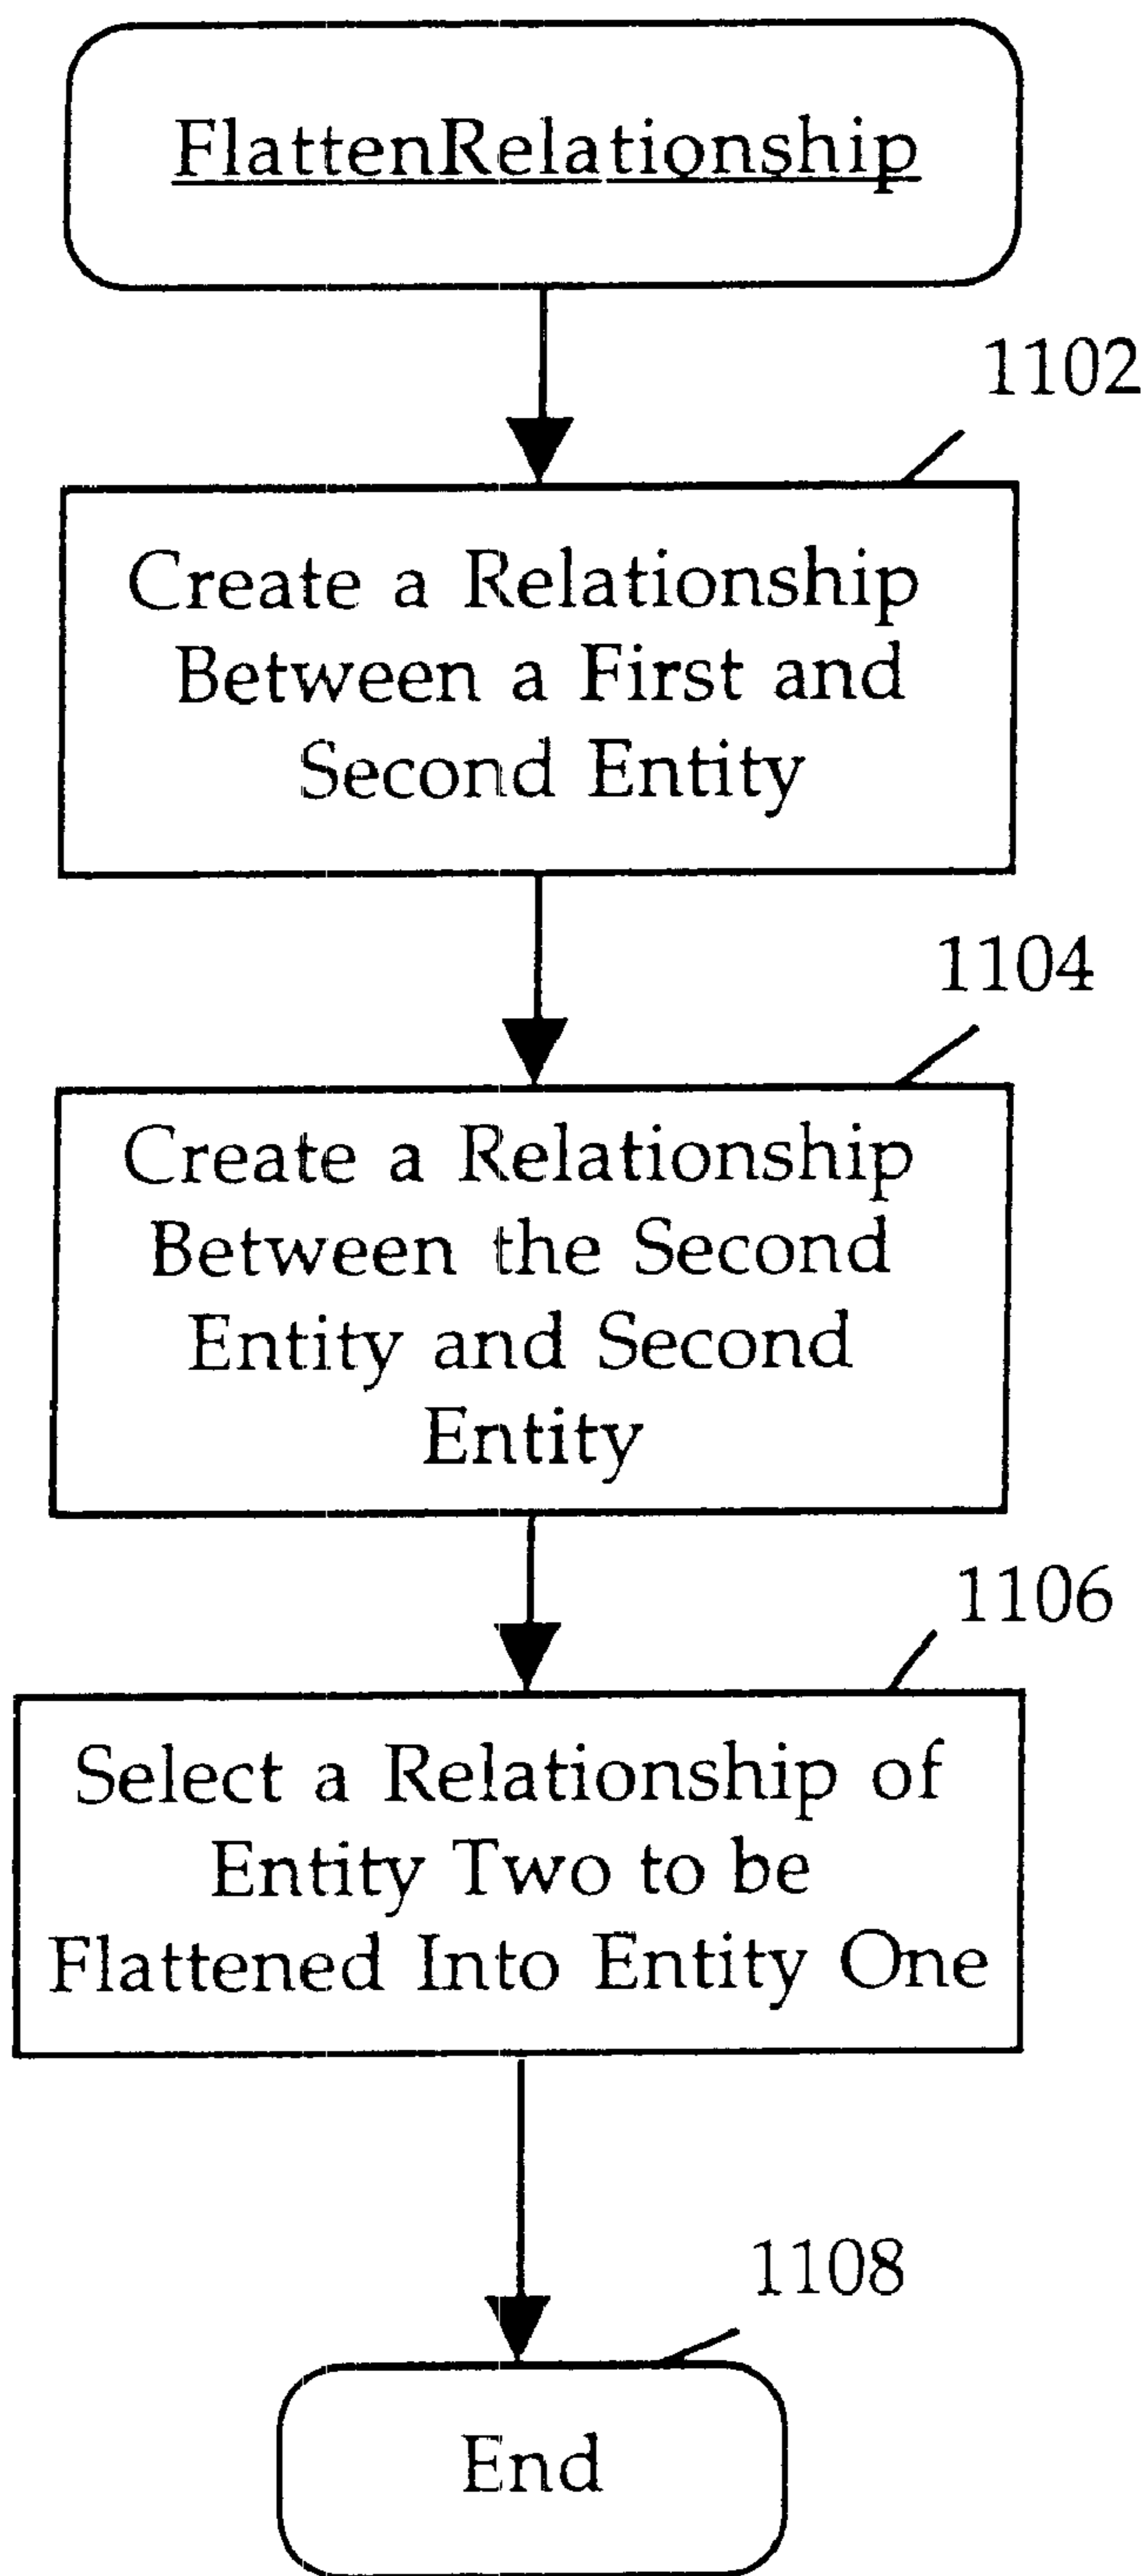 FlattenRelationship
1102
Create a Relationship
Between a First and
Second Entity
1104
Create a Relationship
Between the Second
Entity and Second
Entity
1106
Select a Relationship of
Entity Two to be
Flattened Into Entity One
1108
End